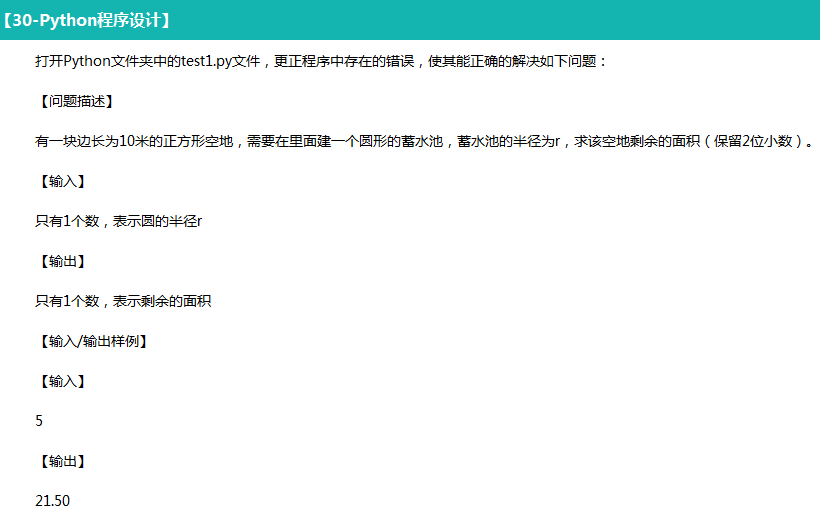 【30-Python程序设计】
打开Python文件夹中的test1.py文件，更正程序中存在的错误，使其能正确的解决如下问题：
【问题描述】
有一块边长为10米的正方形空地，需要在里面建一个圆形的蓄水池，蓄水池的半径为r，求该空地剩余的面积（保留2位小数）。
【输入】
只有1个数，表示圆的半径r
【输出】
只有1个数，表示剩余的面积
【输入/输出样例】
【输入】
5
【输出】
21.50